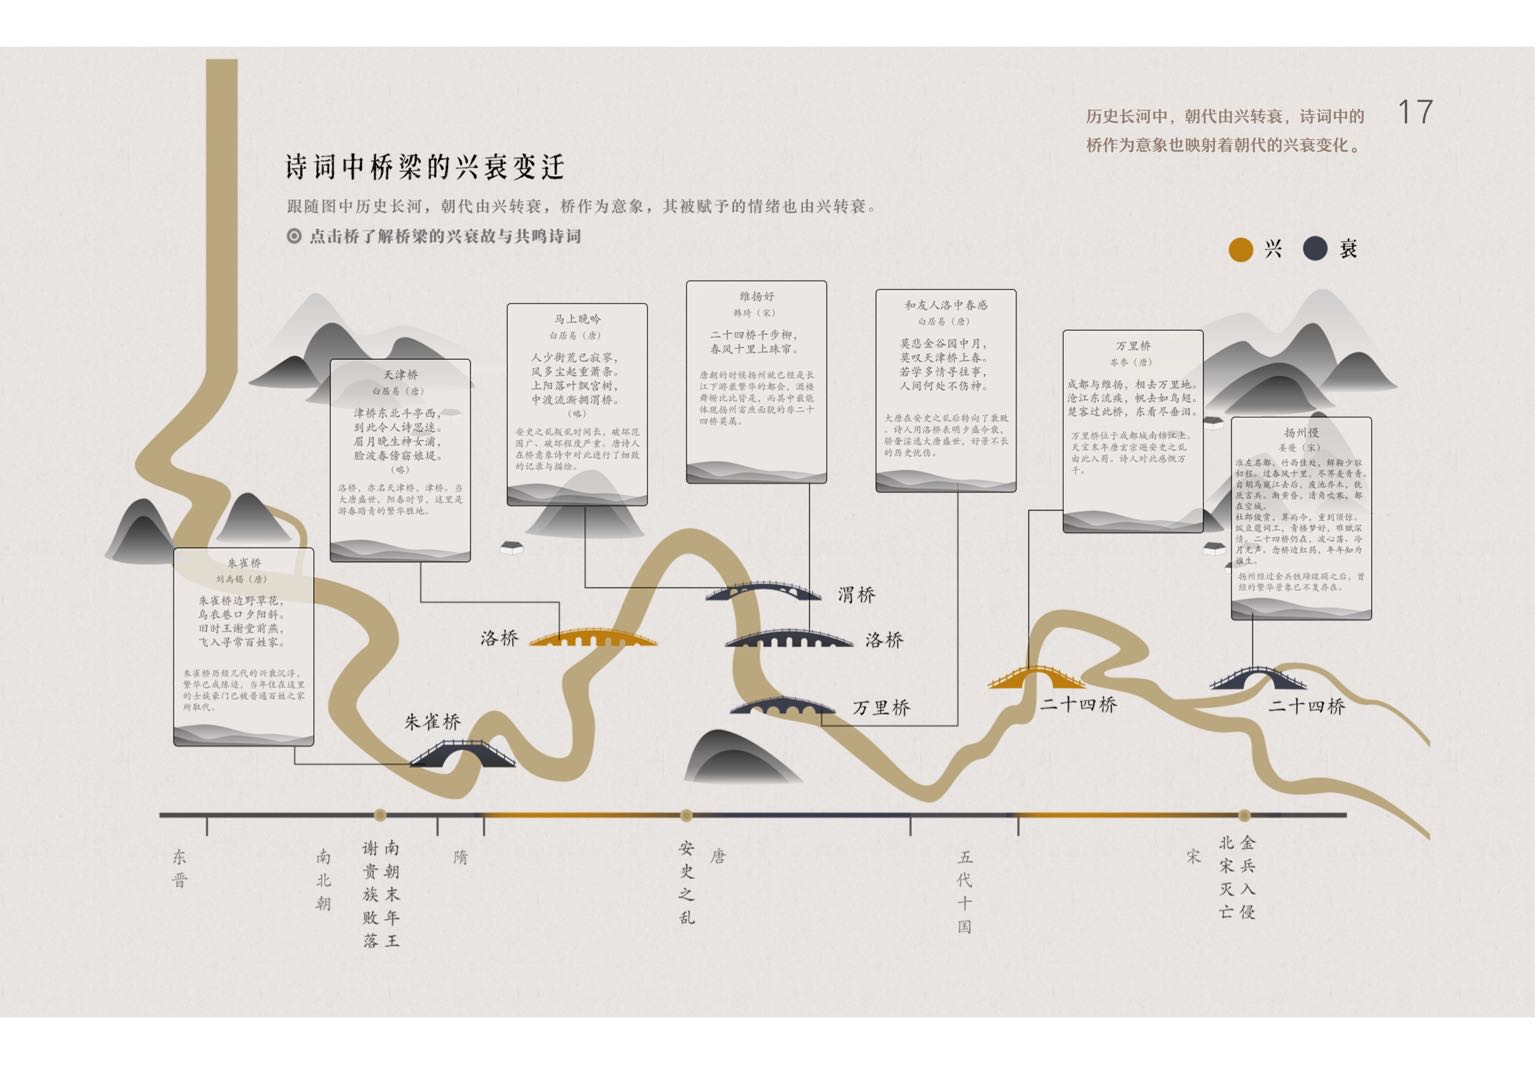 历史长河中，朝代由兴转衰，诗词中的
桥作为意象也映射着朝代的兴衰变化。
17
诗词中桥梁的兴衰变迁
跟随图中历史长河，朝代由兴转衰，桥作为意象，其被赋予的情绪也由兴转衰。
点击桥了解桥梁的兴衰故与共鸣诗词
兴
衰
朱雀桥
刘禹锡（唐）
朱雀桥边野草花，
乌衣巷口夕阳斜。
旧时王谢堂前燕，
飞入寻常百姓家。
朱雀桥历经几代的兴衰沉浮，
繁华已成陈迹，当年住在这里
的士族豪门已被普通百姓之家
所取代。
天津桥
白居易（唐）
津桥东北斗亭西，
到此令人诗思迷。
眉月晚生神女浦，
脸波春傍窈娘堤。
（略）
洛桥，亦名天津桥，津桥。当
大唐盛世，阳春时节，这里是
游春踏青的繁华胜地。
马上晚吟
白居易（唐）
人少街荒已寂寥，
风多尘起重萧条。
上阳落叶飘宫树，
中渡流澌拥渭桥。
（略）
安史之乱叛乱时间长，破坏范
围广、破坏程度严重。唐诗人
在桥意象诗中对此进行了细致
的记录与描绘。
维扬好
韩琦（宋）
二十四桥千步柳，
春风十里上珠帘。
唐朝的时候扬州就已经是长
江下游最繁华的都会，酒楼
舞榭比比皆是，而其中最能
体现扬州富庶面貌的非二十
四桥莫属。
和友人洛中春感
白居易（唐）
莫悲金谷园中月，
莫叹天津桥上春。
若学多情寻往事，
人间何处不伤神。
大唐在安史之乱后转向了衰败
。诗人用洛桥表明夕盛今衰，
骄奢淫逸大唐盛世，好景不长
的历史忧伤。
万里桥
岑参（唐）
成都与维扬，相去万里地。
沧江东流疾，帆去如鸟翅。
楚客过此桥，东看尽垂泪。
万里桥位于成都城南锦江上。
天宝末年唐玄宗避安史之乱
由此入蜀。诗人对此感慨万
千。
扬州慢
姜夔（宋）
淮左名都，竹西佳处，解鞍少驻
初程。过春风十里，尽荠麦青青。
自胡马窥江去后，废池乔木，犹
厌言兵。渐黄昏，清角吹寒，都
在空城。
杜郎俊赏，算而今，重到须惊。
纵豆蔻词工，青楼梦好，难赋深
情。二十四桥仍在，波心荡、冷
月无声。念桥边红药，年年知为
谁生。
扬州经过金兵铁蹄蹂躏之后，曾
经的繁华景象已不复存在。
朱雀桥
洛桥
渭桥
洛桥
万里桥
二十四桥
二十四桥
东晋
南北朝
南朝末年王
谢贵族败落
隋
安史之乱
唐
五代十国
宋
金兵入侵
北宋灭亡